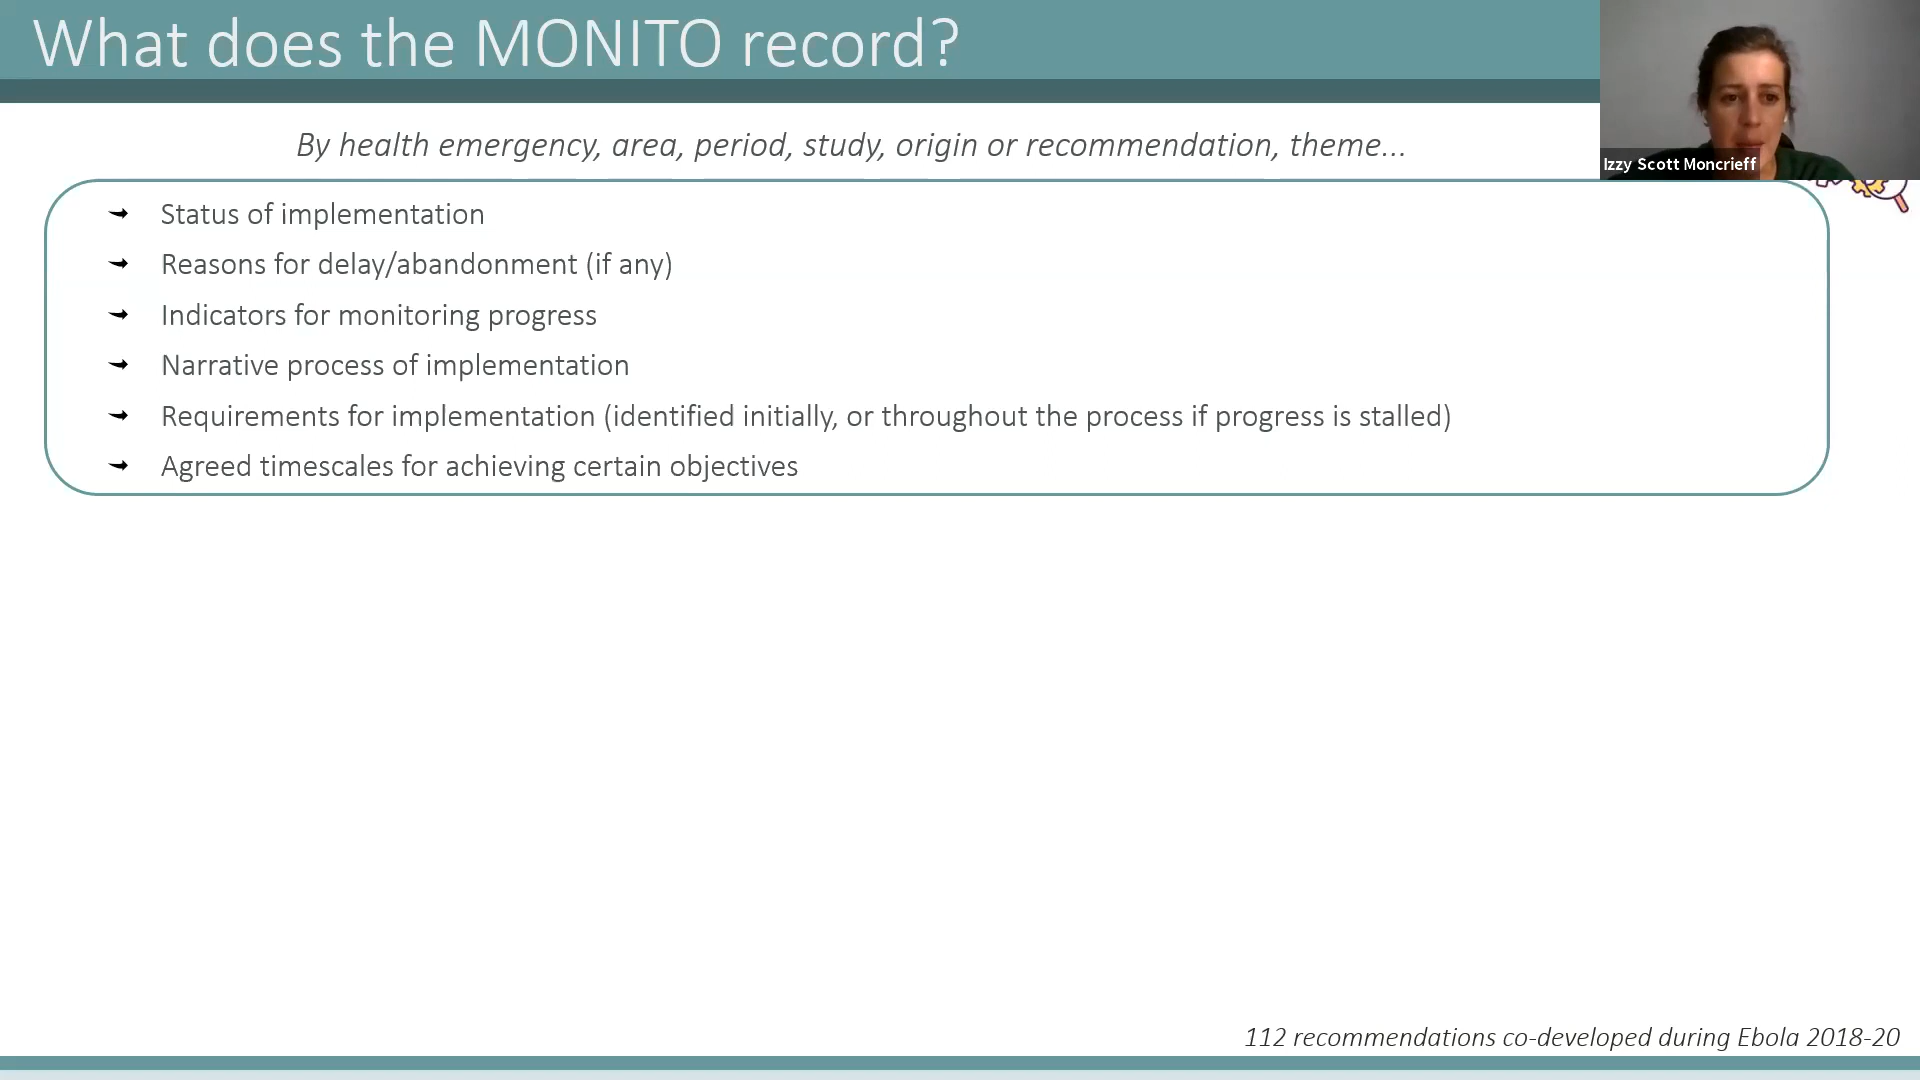 What does the MONITO record?
By health emergency, area, period, study, origin or recommendation, theme...
Izzy Scott Moncrieff
Status of implementation
Reasons for delay/abandonment (if any)
Indicators for monitoring progress
Narrative process of implementation
Requirements for implementation (identified initially, or throughout the process if progress is stalled)
Agreed timescales for achieving certain objectives
112 recommendations co-developed during Ebola 2018-20